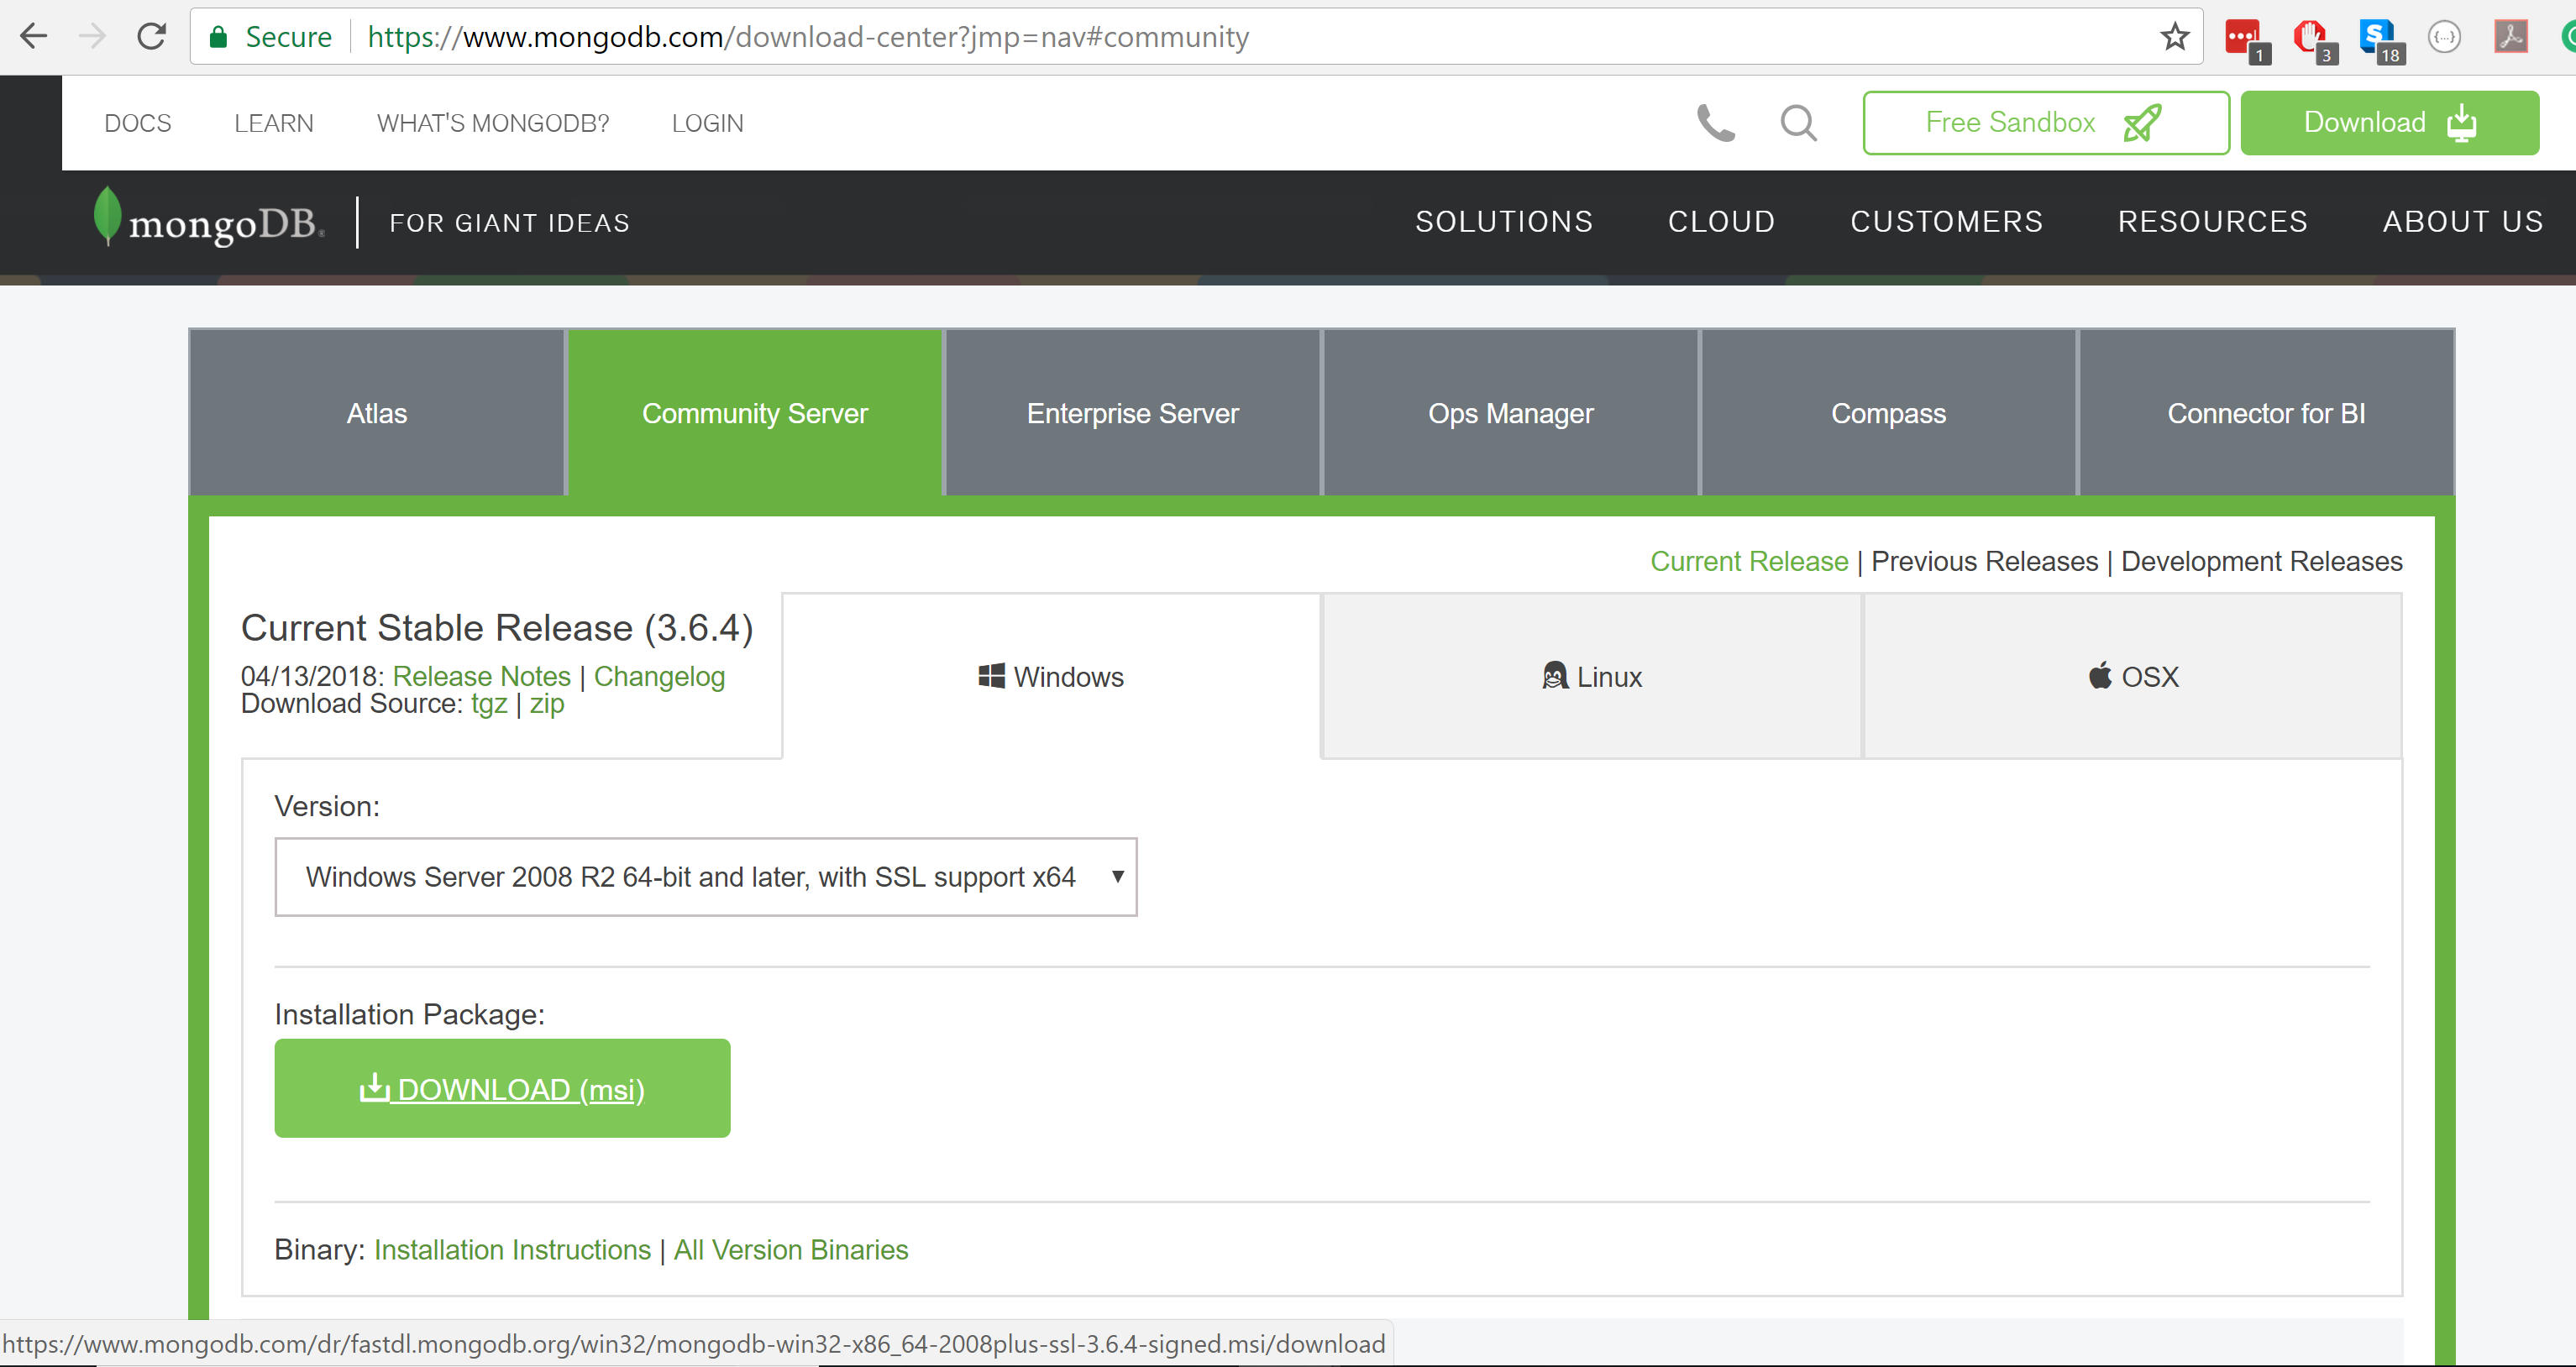 Secure https://www.mongodb.com/download-center?jmp=nav#community
1 3 S 18 {...}
DOCS LEARN WHAT'S MONGODB? LOGIN
Free Sandbox Download
mongoDB. FOR GIANT IDEAS SOLUTIONS CLOUD CUSTOMERS RESOURCES ABOUT US
Atlas Community Server Enterprise Server Ops Manager Compass Connector for BI
Current Release | Previous Releases | Development Releases
Current Stable Release (3.6.4)
04/13/2018: Release Notes | Changelog
Download Source: tgz | zip
Windows Linux OSX
Version:
Windows Server 2008 R2 64-bit and later, with SSL support x64
Installation Package:
DOWNLOAD (msi)
Binary: Installation Instructions | All Version Binaries
https://www.mongodb.com/dr/fastdl.mongodb.org/win32/mongodb-win32-x86_64-2008plus-ssl-3.6.4-signed.msi/download